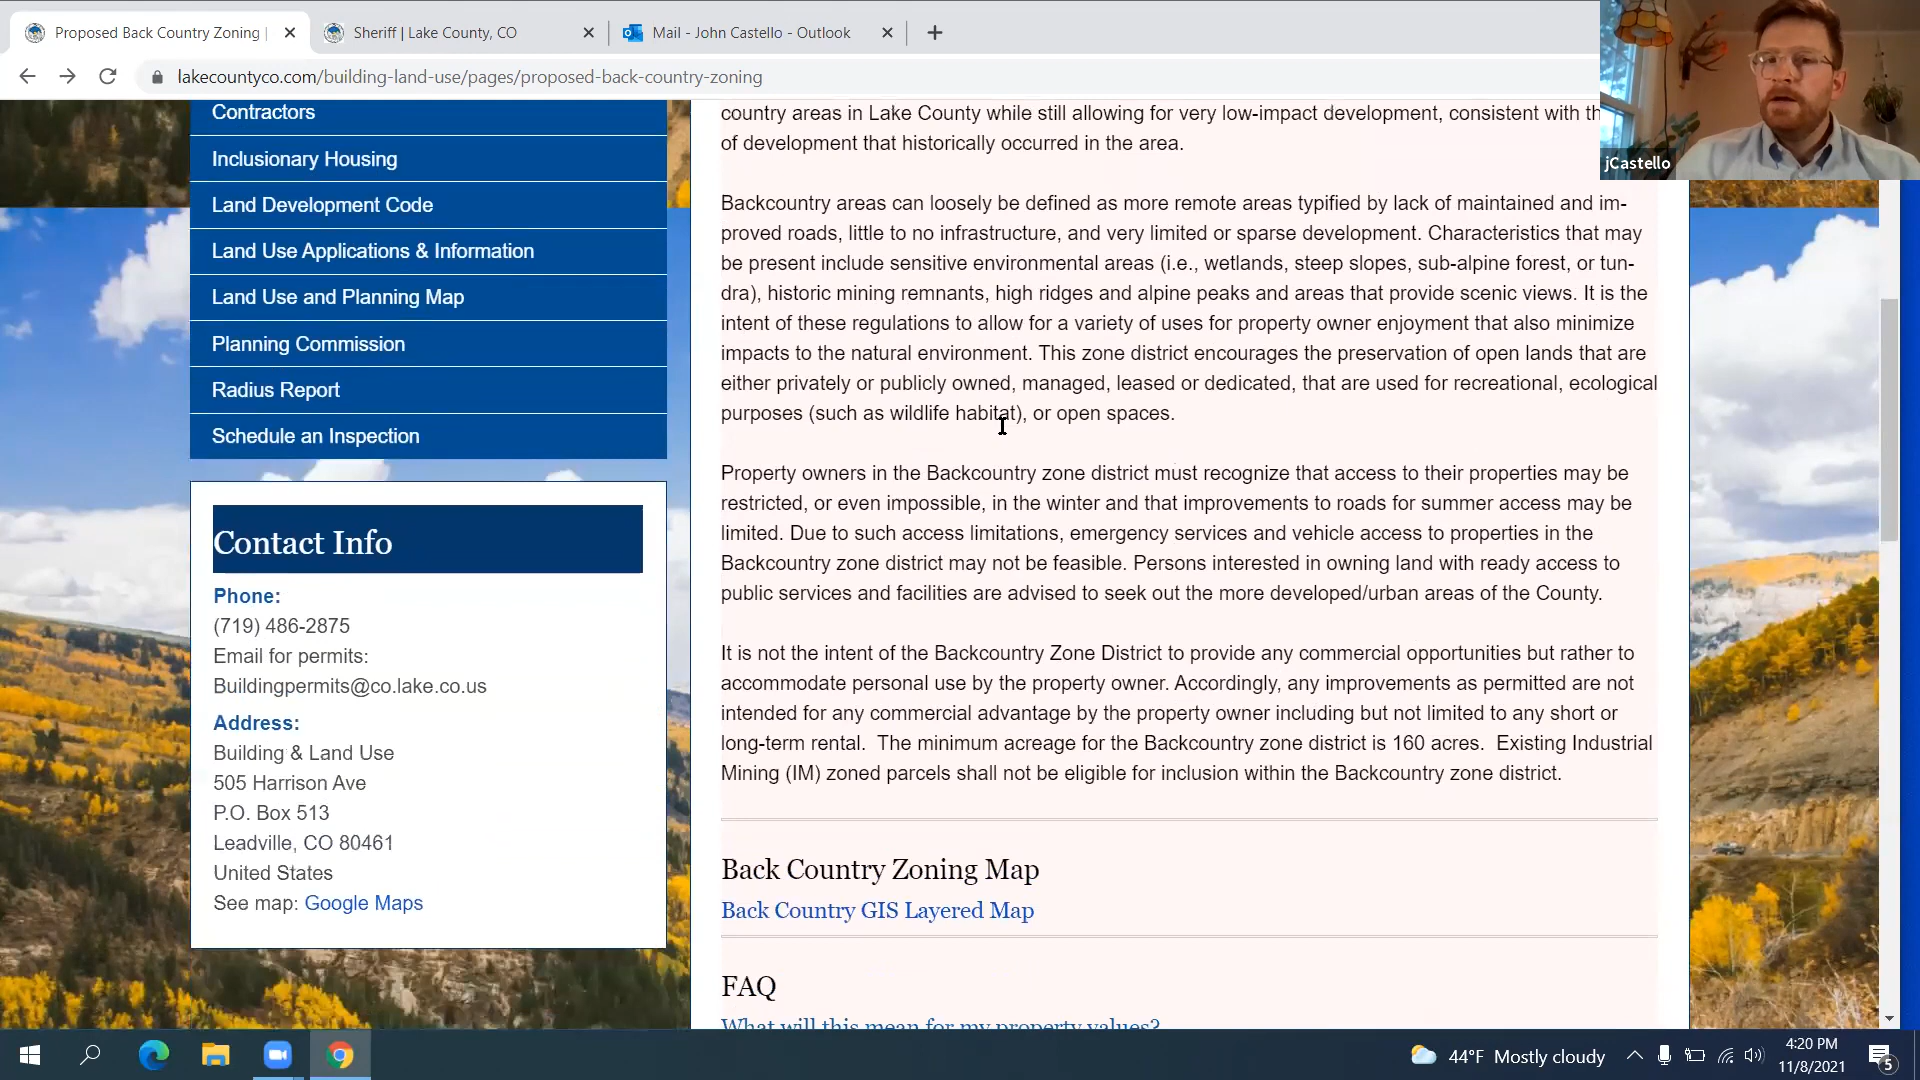 Proposed Back Country Zoning |
Sheriff | Lake County, CO
Mail - John Castello - Outlook
lakecountyco.com/building-land-use/pages/proposed-back-country-zoning
jCastello
Contractors
Inclusionary Housing
Land Development Code
Land Use Applications & Information
Land Use and Planning Map
Planning Commission
Radius Report
Schedule an Inspection
Contact Info
Phone:
(719) 486-2875
Email for permits:
Buildingpermits@co.lake.co.us
Address:
Building & Land Use
505 Harrison Ave
P.O. Box 513
Leadville, CO 80461
United States
See map: Google Maps
country areas in Lake County while still allowing for very low-impact development, consistent with th
of development that historically occurred in the area.
Backcountry areas can loosely be defined as more remote areas typified by lack of maintained and im-
proved roads, little to no infrastructure, and very limited or sparse development. Characteristics that may
be present include sensitive environmental areas (i.e., wetlands, steep slopes, sub-alpine forest, or tun-
dra), historic mining remnants, high ridges and alpine peaks and areas that provide scenic views. It is the
intent of these regulations to allow for a variety of uses for property owner enjoyment that also minimize
impacts to the natural environment. This zone district encourages the preservation of open lands that are
either privately or publicly owned, managed, leased or dedicated, that are used for recreational, ecological
purposes (such as wildlife habitat), or open spaces.
Property owners in the Backcountry zone district must recognize that access to their properties may be
restricted, or even impossible, in the winter and that improvements to roads for summer access may be
limited. Due to such access limitations, emergency services and vehicle access to properties in the
Backcountry zone district may not be feasible. Persons interested in owning land with ready access to
public services and facilities are advised to seek out the more developed/urban areas of the County.
It is not the intent of the Backcountry Zone District to provide any commercial opportunities but rather to
accommodate personal use by the property owner. Accordingly, any improvements as permitted are not
intended for any commercial advantage by the property owner including but not limited to any short or
long-term rental.  The minimum acreage for the Backcountry zone district is 160 acres.  Existing Industrial
Mining (IM) zoned parcels shall not be eligible for inclusion within the Backcountry zone district.
Back Country Zoning Map
Back Country GIS Layered Map
FAQ
What will this mean for my property values?
44°F Mostly cloudy
4:20 PM
11/8/2021
5